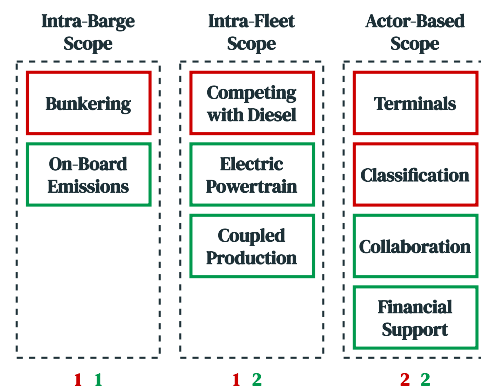 Intra-Barge
Scope
Intra-Fleet
Scope
Actor-Based
Scope
Bunkering
On-Board
Emissions
Competing
with Diesel
Electric
Powertrain
Coupled
Production
Terminals
Classification
Collaboration
Financial
Support
1 1
1 2
2 2